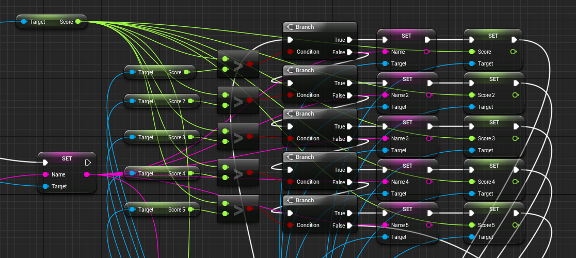 Target Score
SET
Name
Target
Target Score
Target Score 2
Target Score 3
Target Score 4
Target Score 5
Branch
True
Condition False
SET
Name
Target
SET
Score
Target
Branch
True
Condition False
SET
Name2
Target
SET
Score2
Target
Branch
True
Condition False
SET
Name3
Target
SET
Score3
Target
Branch
True
Condition False
SET
Name4
Target
SET
Score4
Target
Branch
True
Condition False
SET
Name5
Target
SET
Score5
Target